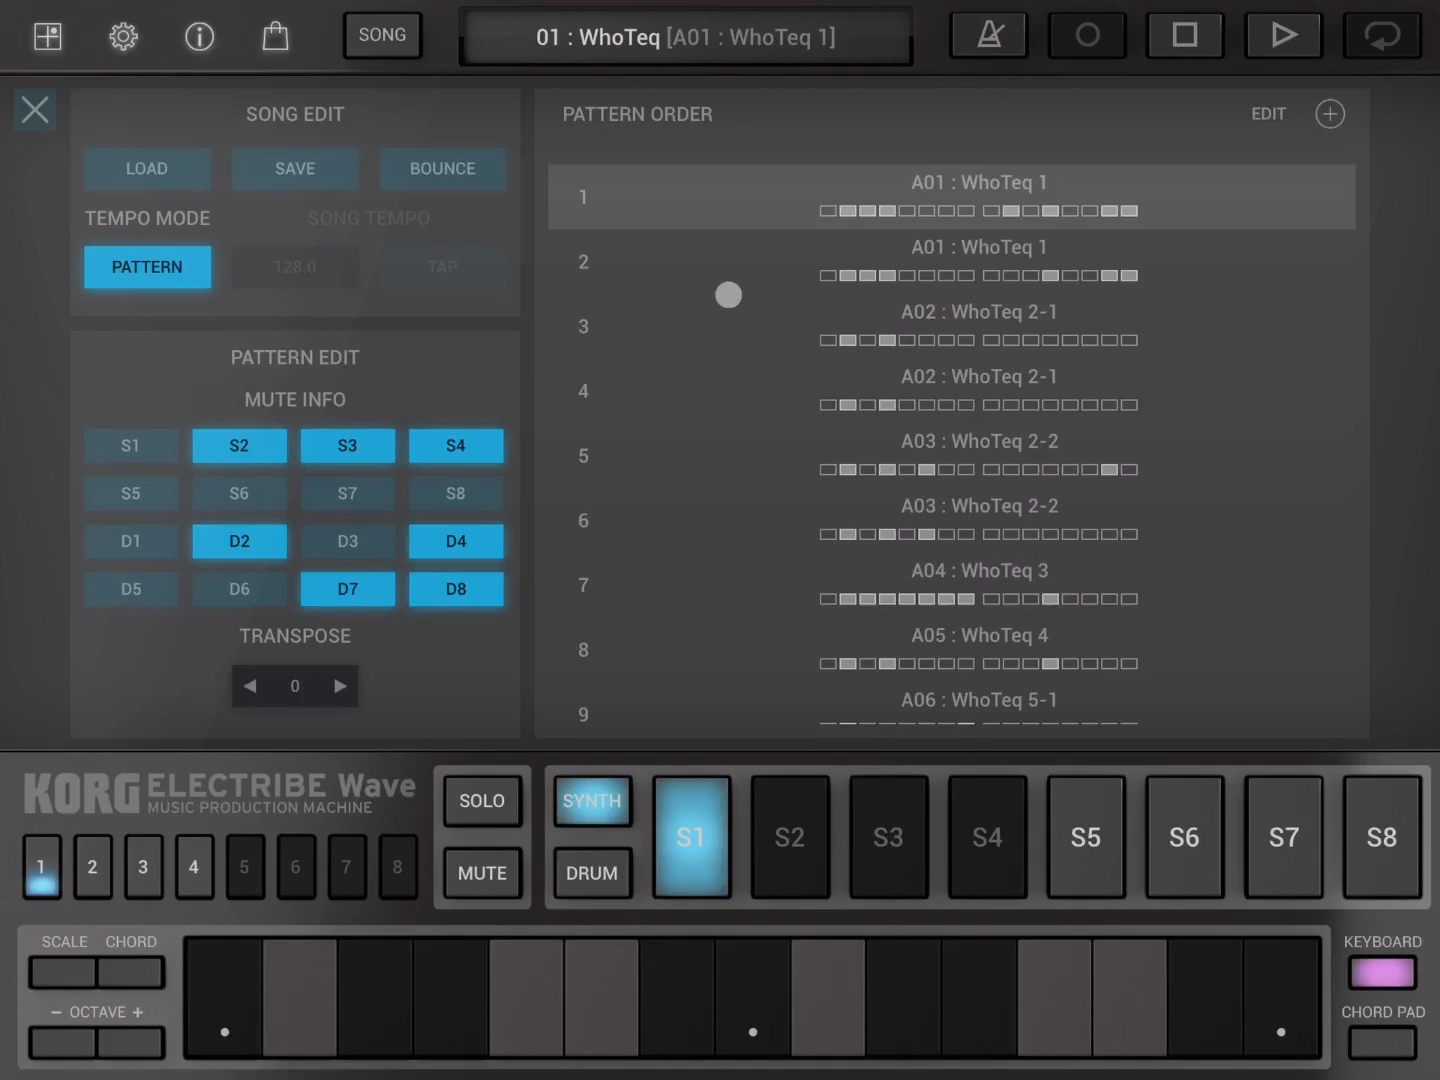 SONG
01 : WhoTeq [A01 : WhoTeq 1]
SONG EDIT
LOAD SAVE BOUNCE
TEMPO MODE SONG TEMPO
PATTERN 128.0 TAP
PATTERN EDIT
MUTE INFO
S1 S2 S3 S4
S5 S6 S7 S8
D1 D2 D3 D4
D5 D6 D7 D8
TRANSPOSE
0
PATTERN ORDER EDIT
1 A01 : WhoTeq 1
2 A01 : WhoTeq 1
3 A02 : WhoTeq 2-1
4 A02 : WhoTeq 2-1
5 A03 : WhoTeq 2-2
6 A03 : WhoTeq 2-2
7 A04 : WhoTeq 3
8 A05 : WhoTeq 4
9 A06 : WhoTeq 5-1
KORG ELECTRIBE Wave
MUSIC PRODUCTION MACHINE
1 2 3 4 5 6 7 8
SOLO
MUTE
SYNTH
DRUM
S1 S2 S3 S4 S5 S6 S7 S8
SCALE CHORD
- OCTAVE +
KEYBOARD
CHORD PAD